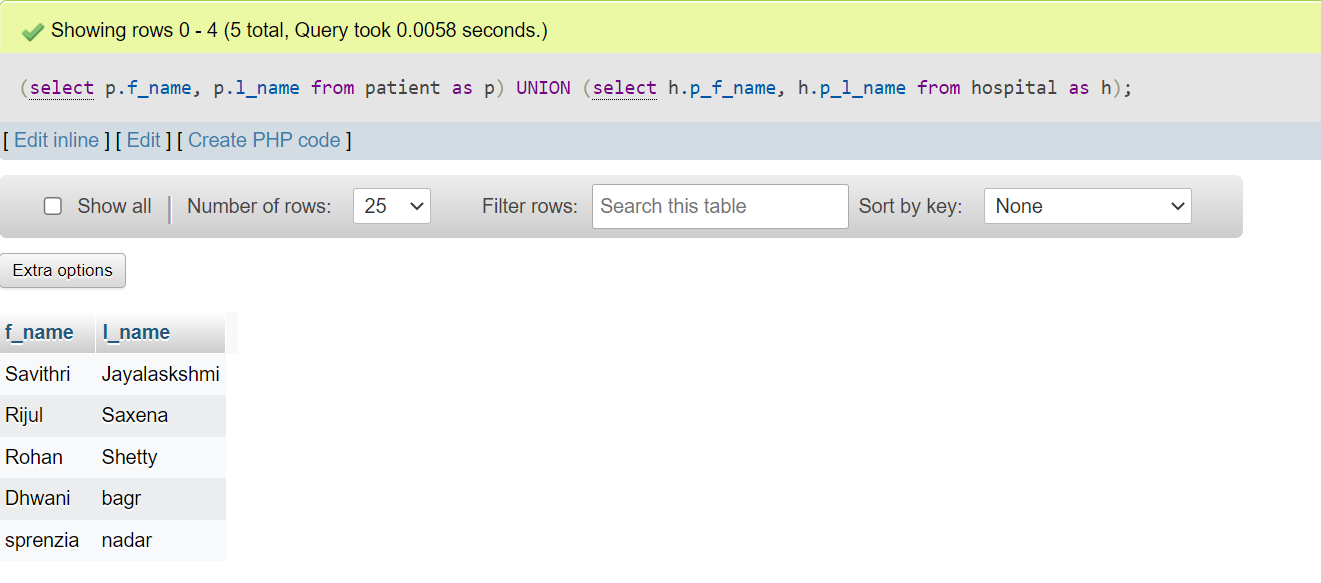 Showing rows 0 - 4 (5 total, Query took 0.0058 seconds.)
(select p.f_name, p.l_name from patient as p) UNION (select h.p_f_name, h.p_l_name from hospital as h);
[ Edit inline ] [ Edit ] [ Create PHP code ]
Show all | Number of rows: 25 Filter rows: Search this table Sort by key: None
Extra options
f_name l_name
Savithri Jayalaskshmi
Rijul Saxena
Rohan Shetty
Dhwani bagr
sprenzia nadar